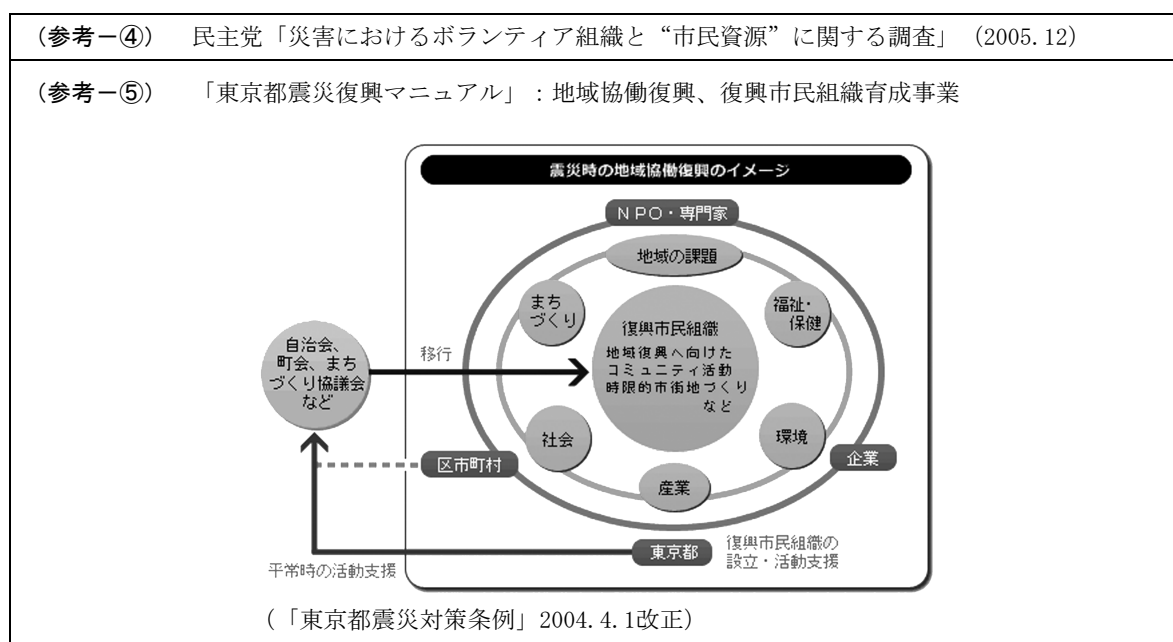 (参考－④) 民主党「災害におけるボランティア組織と“市民資源”に関する調査」 (2005.12)
(参考－⑤) 「東京都震災復興マニュアル」：地域協働復興、復興市民組織育成事業
震災時の地域協働復興のイメージ
ＮＰＯ・専門家
地域の課題
まち
づくり
福祉・
保健
復興市民組織
地域復興へ向けた
コミュニティ活動
時限的市街地づくり
など
自治会、
町会、まち
づくり協議会
など
移行
社会
環境
区市町村
企業
産業
東京都
復興市民組織の
設立・活動支援
平常時の活動支援
(「東京都震災対策条例」2004.4.1改正)